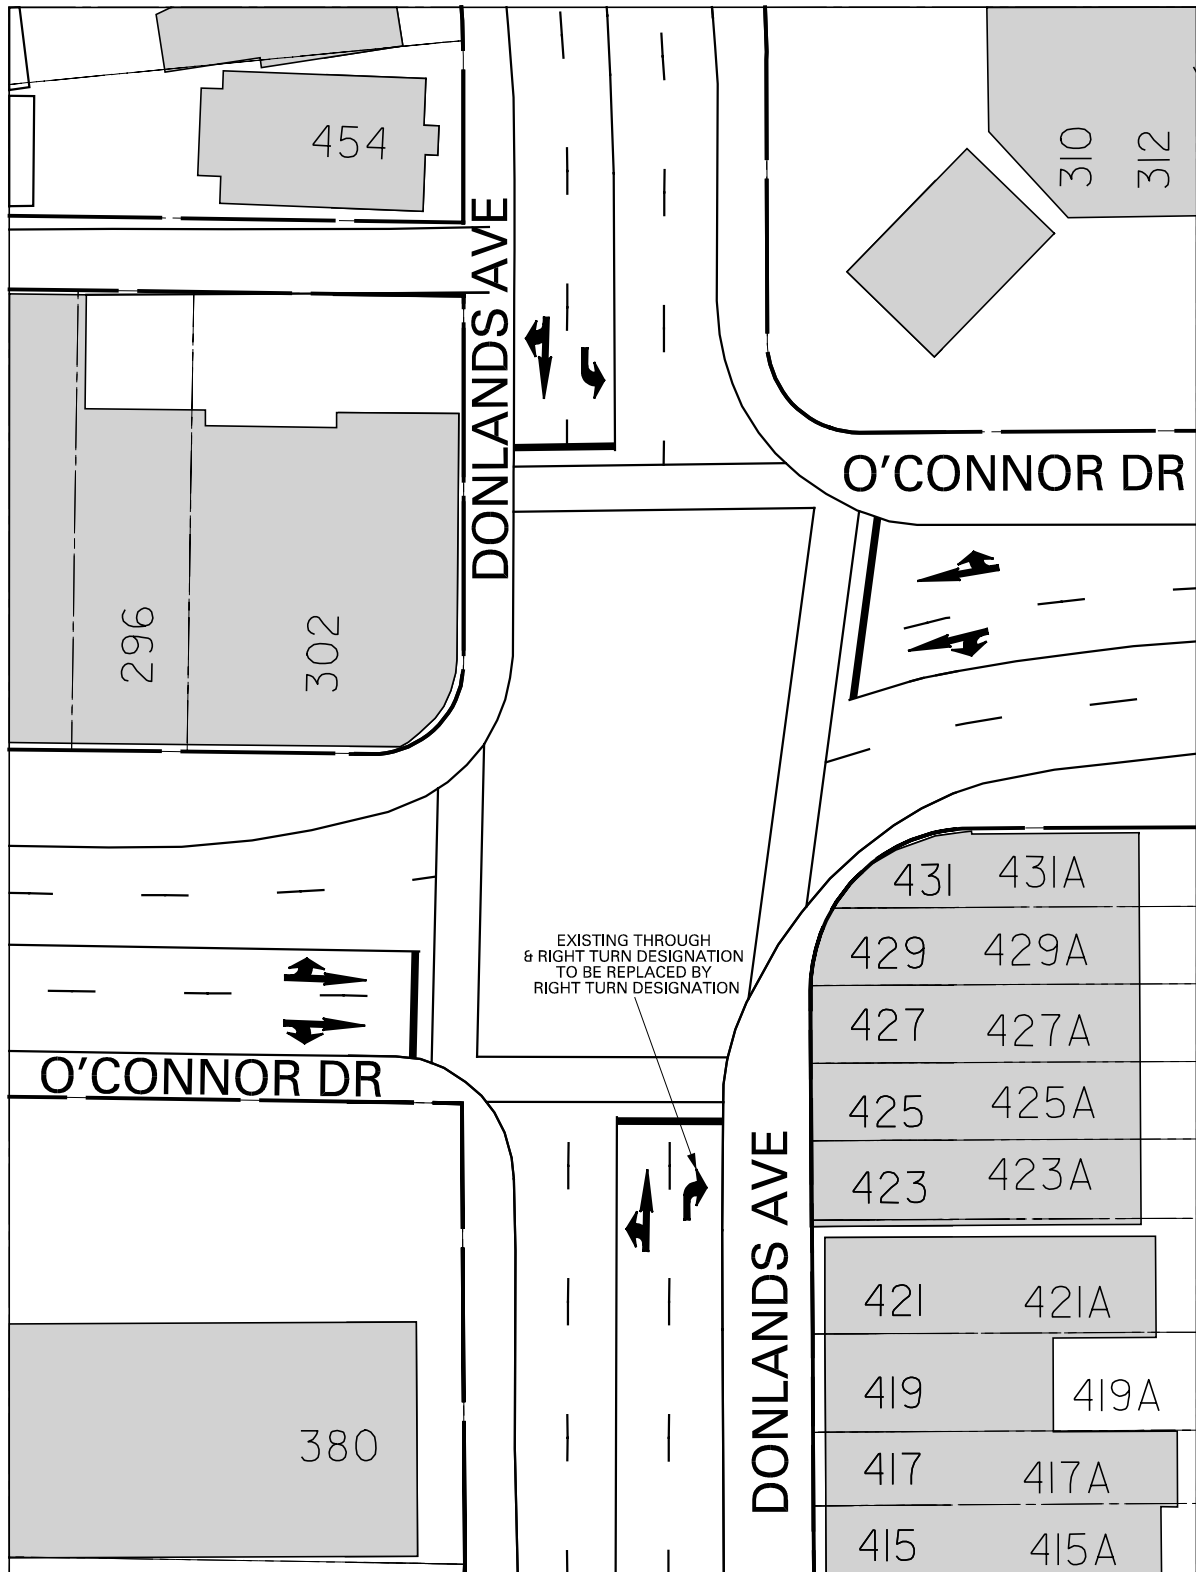 454
310
312
DONLANDS AVE
O'CONNOR DR
296
302
431 431A
429 429A
EXISTING THROUGH
& RIGHT TURN DESIGNATION
TO BE REPLACED BY
RIGHT TURN DESIGNATION
427 427A
O'CONNOR DR
425 425A
423 423A
DONLANDS AVE
421 421A
419 419A
380
417 417A
415 415A